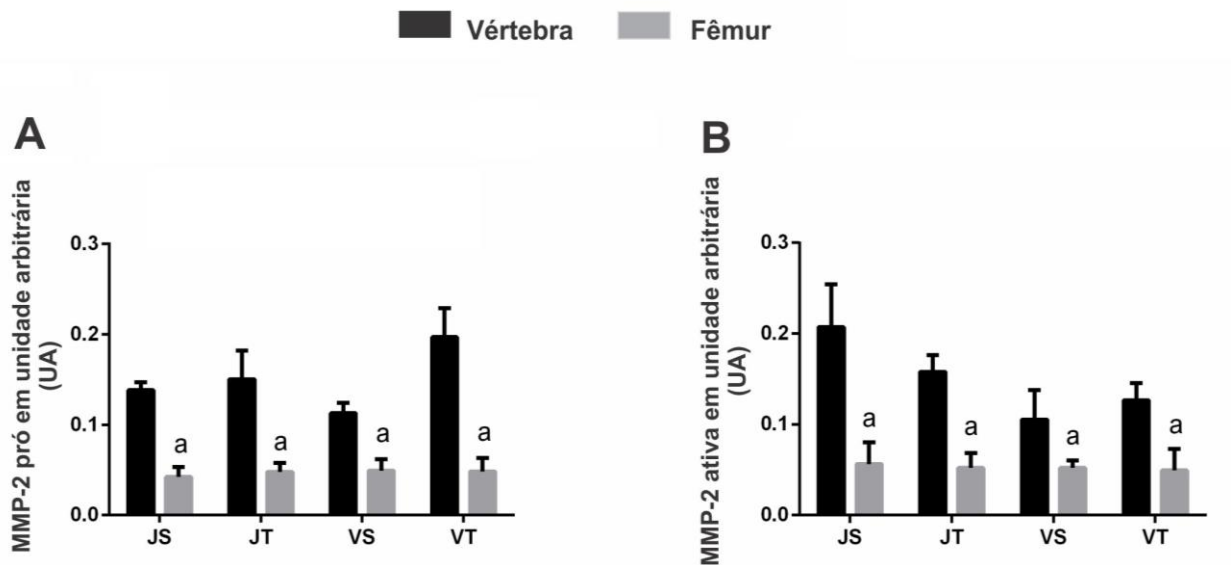 Vértebra Fêmur
A
MMP-2 pró em unidade arbitrária
(UA)
0.3
0.2
0.1
0.0
a a a a
JS JT VS VT
B
MMP-2 ativa em unidade arbitrária
(UA)
0.3
0.2
0.1
0.0
a a a a
JS JT VS VT